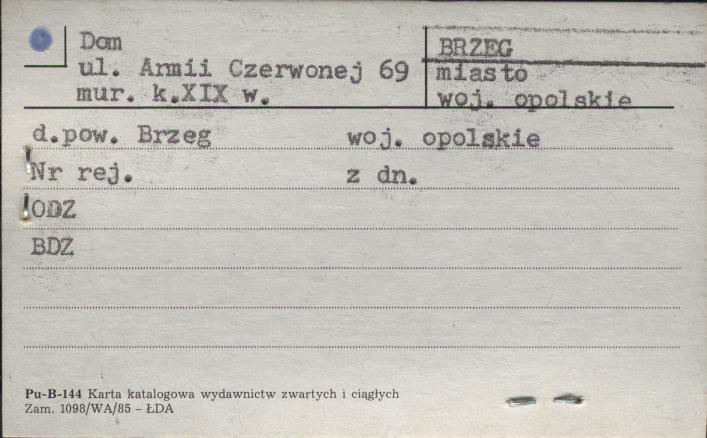 Dom
ul. Armii Czerwonej 69
mur. k.XIX w.
BRZEG
miasto
woj. opolskie
d.pow. Brzeg woj. opolskie
Nr rej. z dn.
ODZ
BDZ
Pu-B-144 Karta katalogowa wydawnictw zwartych i ciągłych
Zam. 1098/WA/85 – ŁDA